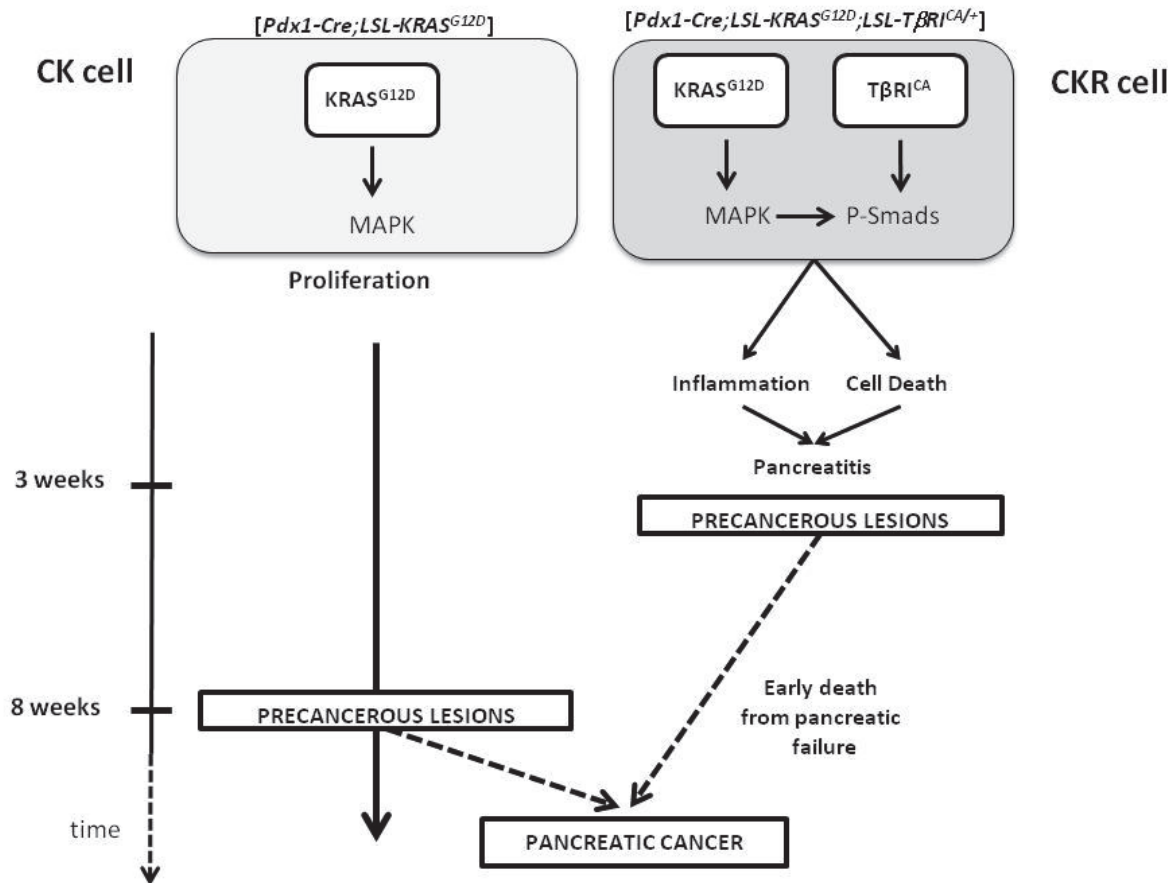 [Pdx1-Cre;LSL-KRASG12D]
[Pdx1-Cre;LSL-KRASG12D;LSL-TβRICA/+]
CK cell
CKR cell
KRASG12D
KRASG12D
TβRICA
MAPK
MAPK
P-Smads
Proliferation
Inflammation
Cell Death
Pancreatitis
3 weeks
PRECANCEROUS LESIONS
8 weeks
PRECANCEROUS LESIONS
Early death
from pancreatic
failure
time
PANCREATIC CANCER